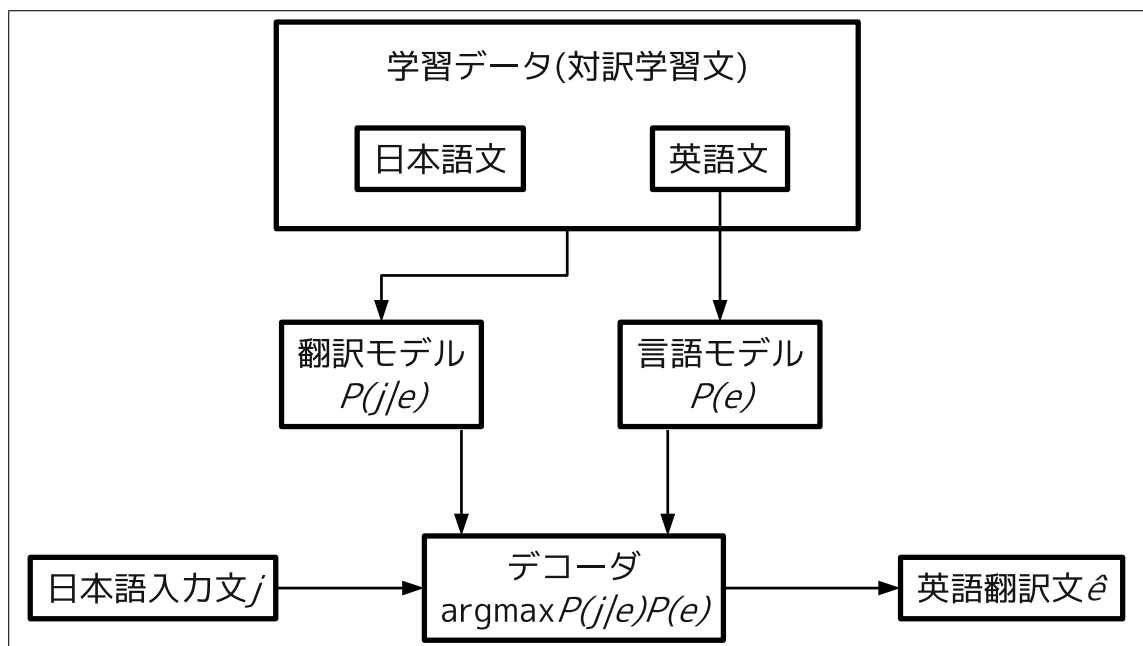 学習データ(対訳学習文)
日本語文
英語文
翻訳モデル
P(j|e)
言語モデル
P(e)
日本語入力文j
デコーダ
argmaxP(j|e)P(e)
英語翻訳文ê